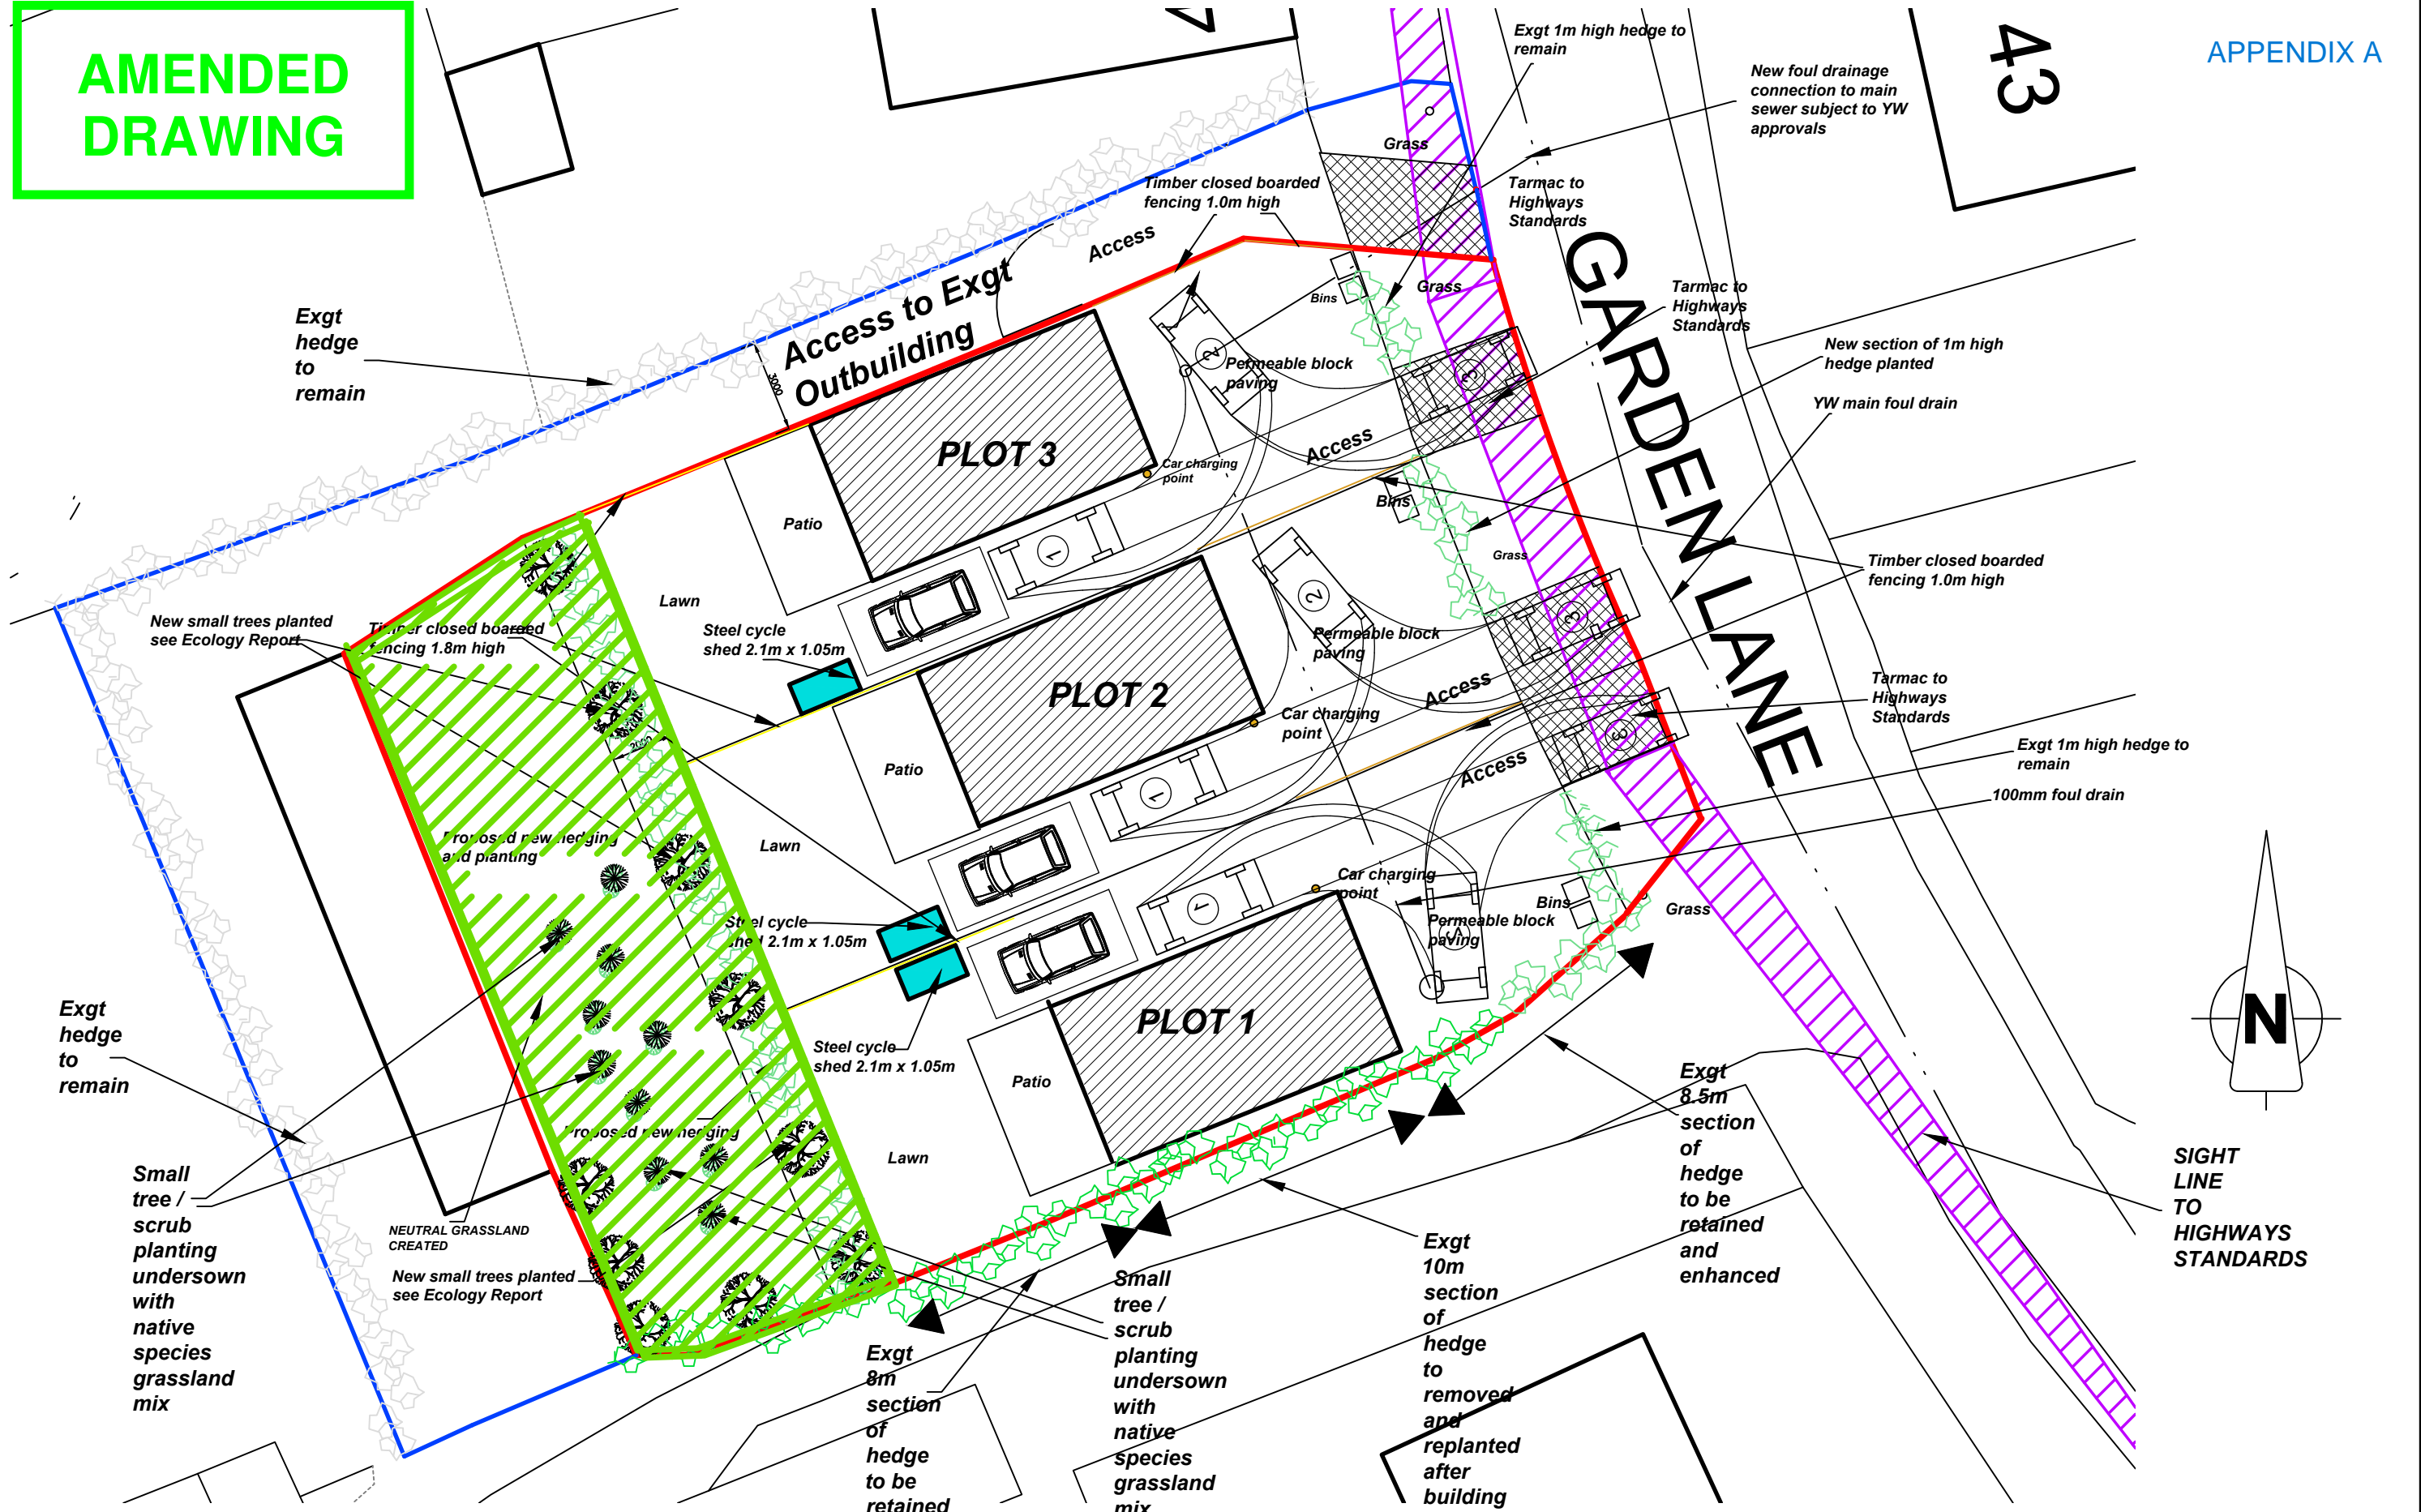 AMENDED
DRAWING
APPENDIX A
43
Exgt 1m high hedge to
remain
New foul drainage
connection to main
sewer subject to YW
approvals
Grass
Timber closed boarded
fencing 1.0m high
Tarmac to
Highways
Standards
Access
GARDEN LANE
Access to Exgt
Outbuilding
Bins
Grass
Tarmac to
Highways
Standards
Exgt
hedge
to
remain
3000
2
Permeable block
paving
3
New section of 1m high
hedge planted
YW main foul drain
PLOT 3
Access
Car charging
point
Bins
Patio
1
Grass
Timber closed boarded
fencing 1.0m high
Lawn
2
3
New small trees planted
see Ecology Report
Timber closed boarded
fencing 1.8m high
Steel cycle
shed 2.1m x 1.05m
Permeable block
paving
PLOT 2
Access
Tarmac to
Highways
Standards
Car charging
point
3
2000
Exgt 1m high hedge to
remain
Patio
Access
1
100mm foul drain
Proposed new hedging
and planting
Lawn
Car charging
point
Bins
Grass
1
Steel cycle
shed 2.1m x 1.05m
Permeable block
paving
2
N
Exgt
hedge
to
remain
PLOT 1
Steel cycle
shed 2.1m x 1.05m
Patio
Exgt
8.5m
section
of
hedge
to be
retained
and
enhanced
Proposed new hedging
Lawn
SIGHT
LINE
TO
HIGHWAYS
STANDARDS
Small
tree /
scrub
planting
undersown
with
native
species
grassland
mix
NEUTRAL GRASSLAND
CREATED
New small trees planted
see Ecology Report
Exgt
8m
section
of
hedge
to be
retained
Small
tree /
scrub
planting
undersown
with
native
species
grassland
mix
Exgt
10m
section
of
hedge
to
removed
and
replanted
after
building